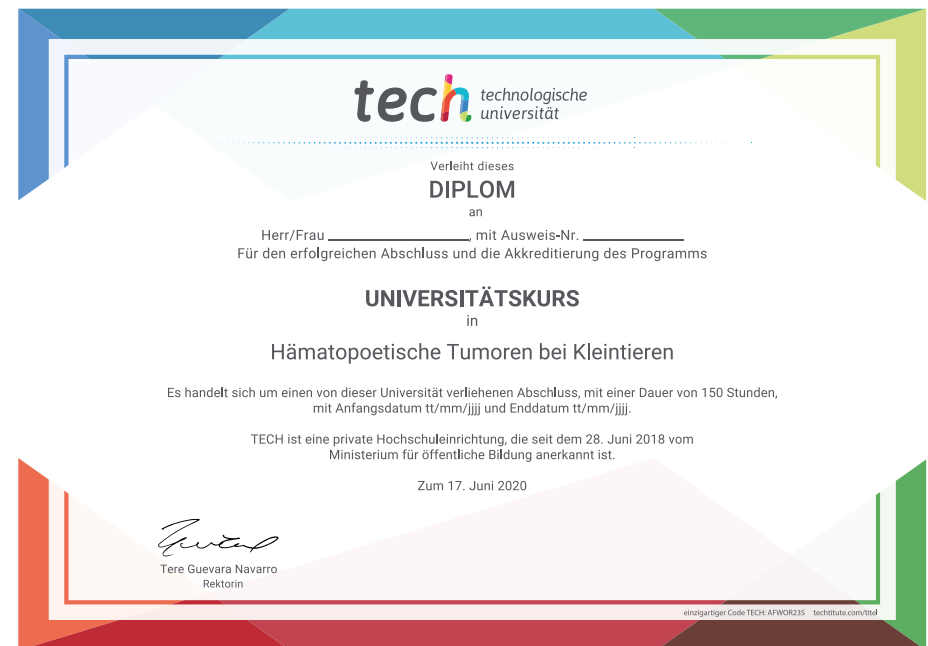 tech technologische
universität
Verleiht dieses
DIPLOM
an
Herr/Frau ____________________, mit Ausweis-Nr. ______________
Für den erfolgreichen Abschluss und die Akkreditierung des Programms
UNIVERSITÄTSKURS
in
Hämatopoetische Tumoren bei Kleintieren
Es handelt sich um einen von dieser Universität verliehenen Abschluss, mit einer Dauer von 150 Stunden,
mit Anfangsdatum tt/mm/jjjj und Enddatum tt/mm/jjjj.
TECH ist eine private Hochschuleinrichtung, die seit dem 28. Juni 2018 vom
Ministerium für öffentliche Bildung anerkannt ist.
Zum 17. Juni 2020
Tere Guevara Navarro
Rektorin
einzigartiger Code TECH: AFWOR23S techtitute.com/titel